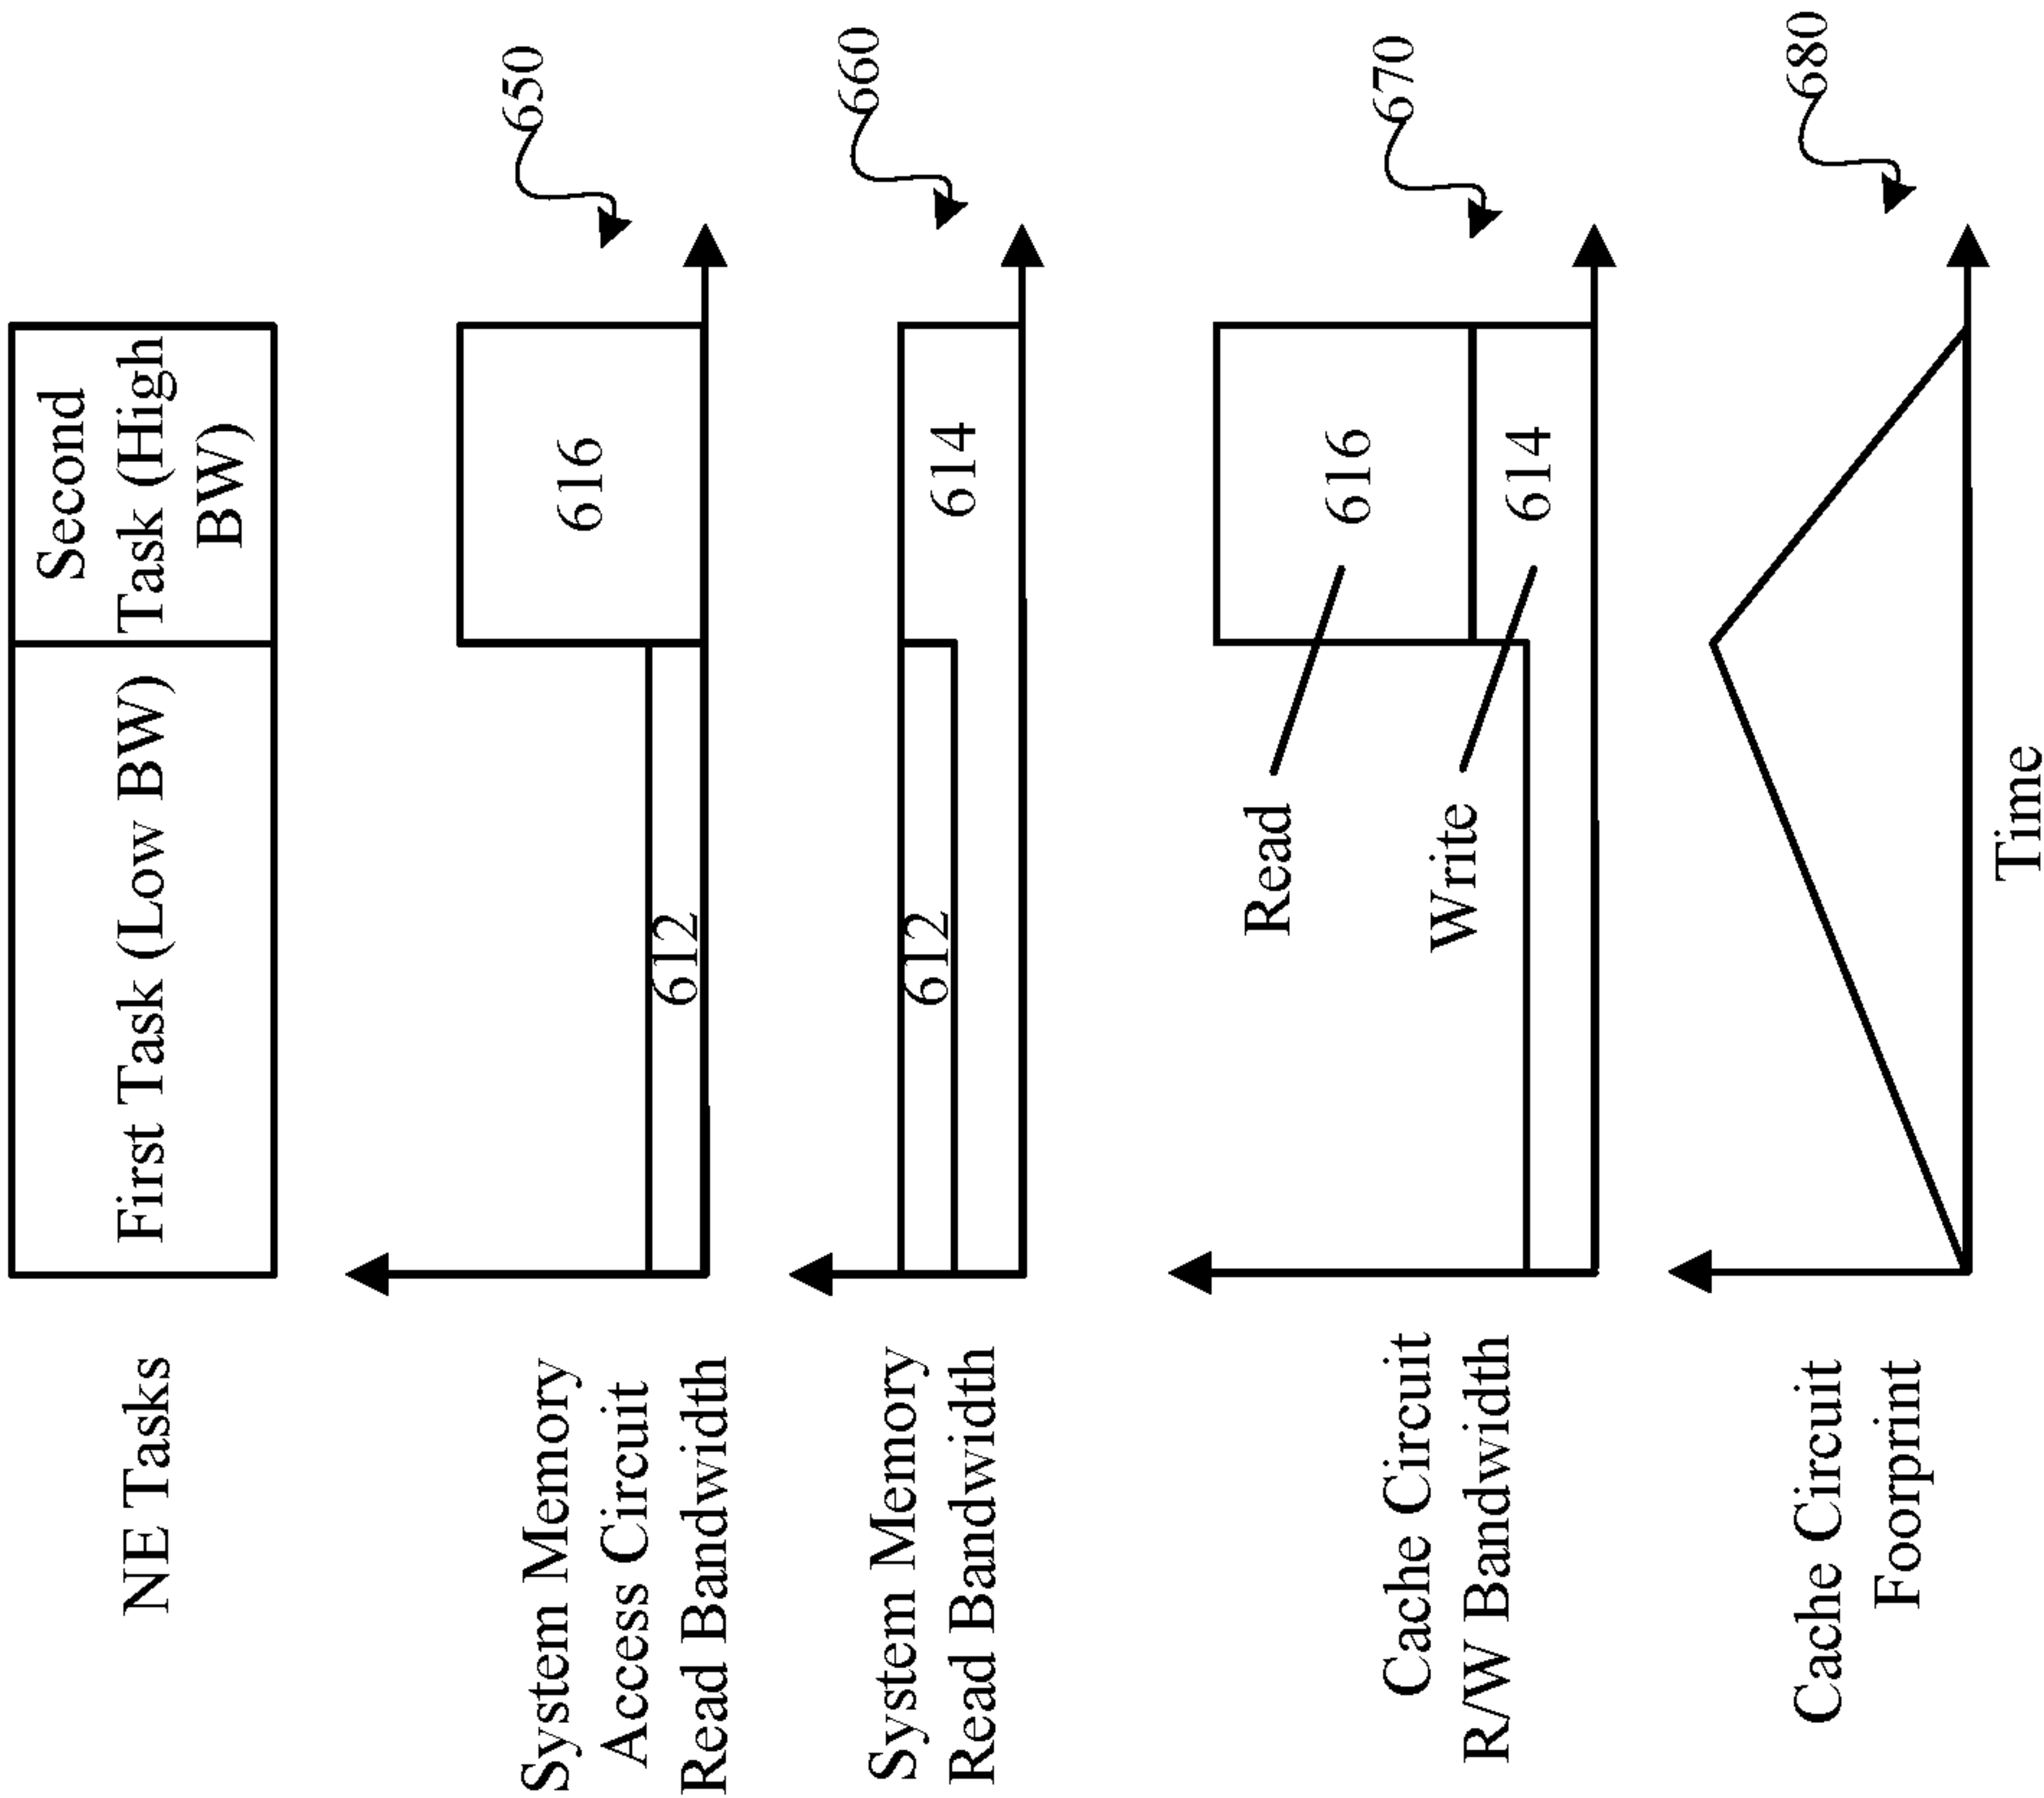 NE Tasks
First Task (Low BW)
Second
Task (High
BW)
System Memory
Access Circuit
Read Bandwidth
612
616
650
System Memory
Read Bandwidth
612
614
660
Cache Circuit
R/W Bandwidth
Read
Write
616
614
670
Cache Circuit
Foorprint
Time
680